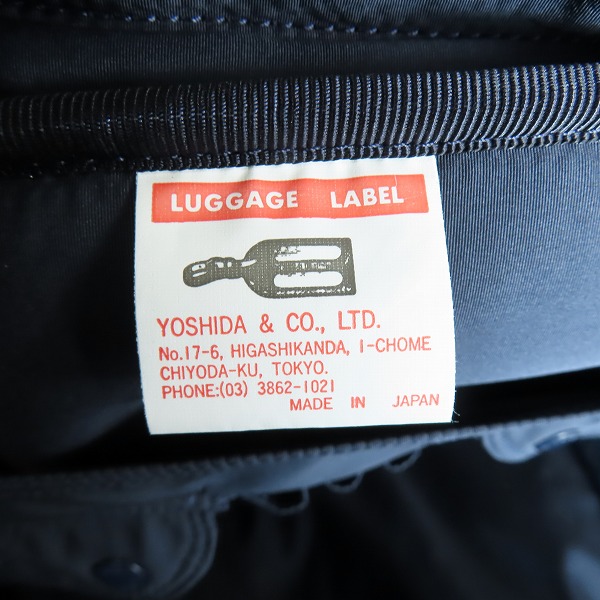 LUGGAGE LABEL
YOSHIDA & CO., LTD.
No.17-6, HIGASHIKANDA, 1-CHOME
CHIYODA-KU, TOKYO.
PHONE:(03) 3862-1021
MADE IN JAPAN